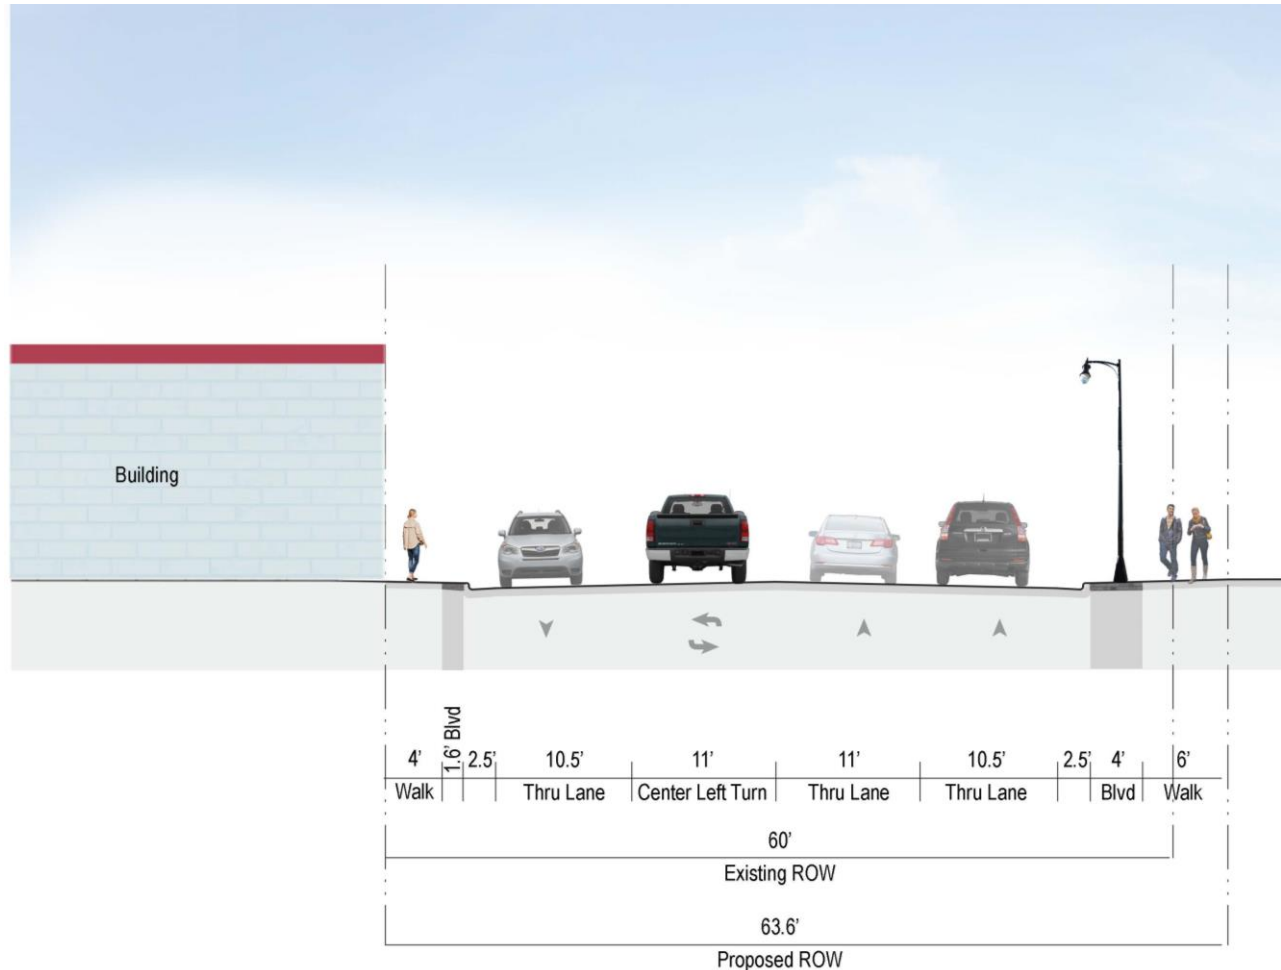 Building
4’ 1.6’ Blvd 2.5’ 10.5’ 11’ 11’ 10.5’ 2.5’ 4’ 6’
Walk Thru Lane Center Left Turn Thru Lane Thru Lane Blvd Walk
60’
Existing ROW
63.6’
Proposed ROW